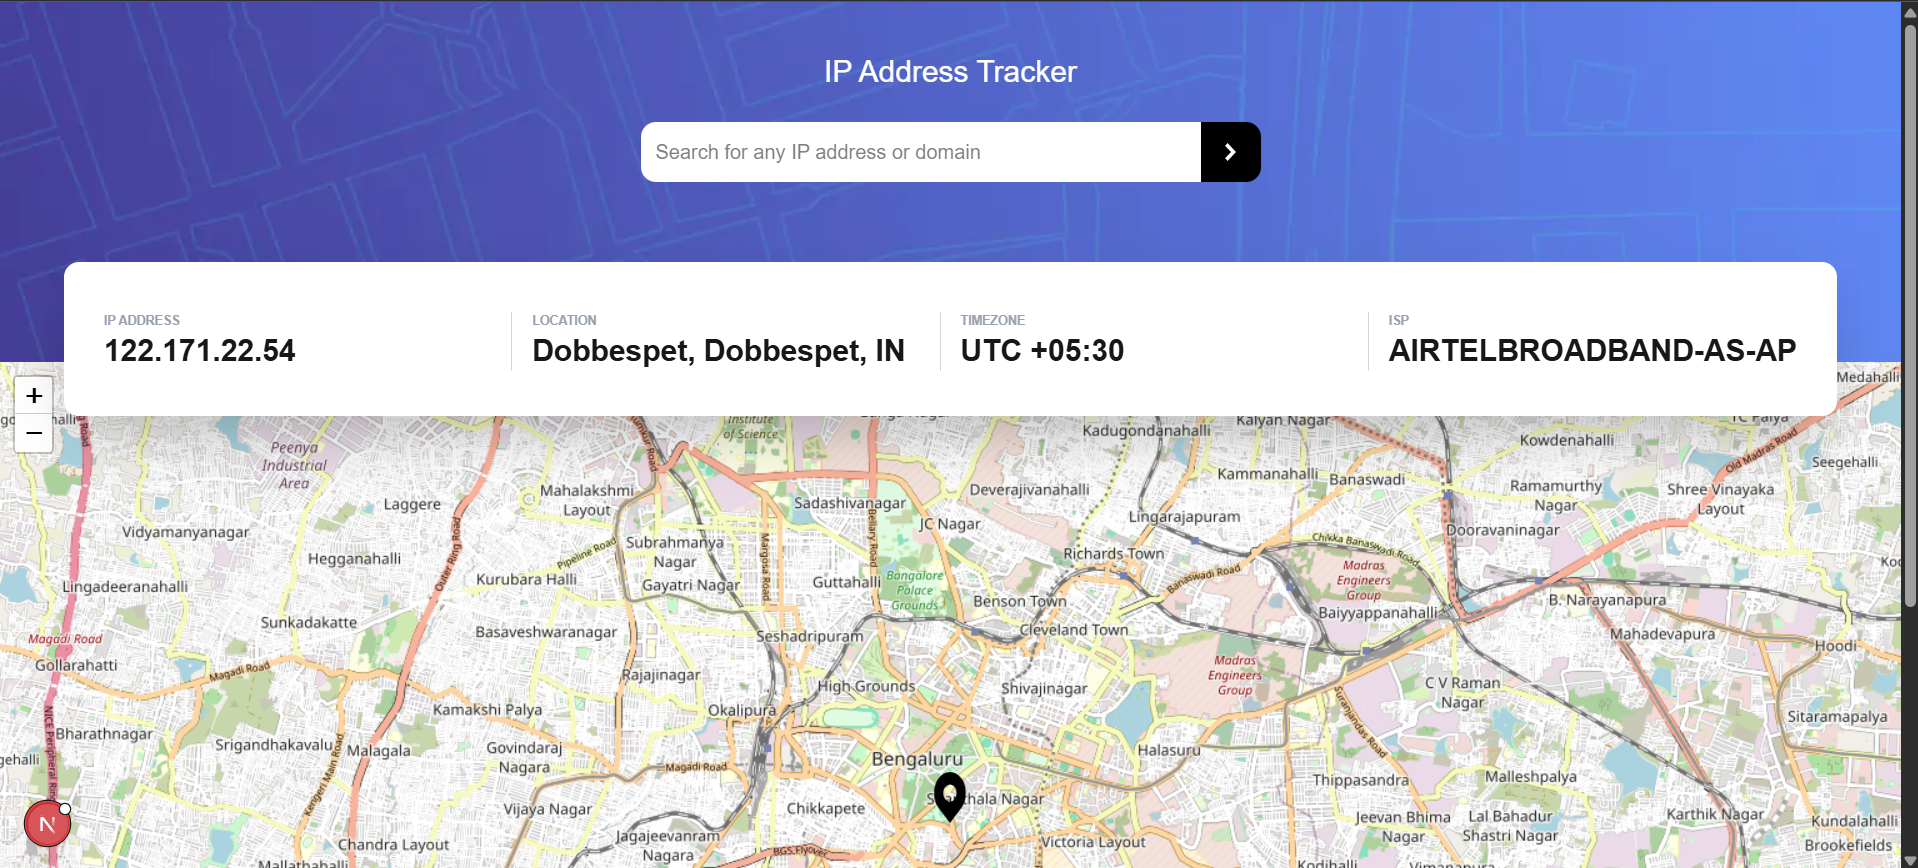 IP Address Tracker
Search for any IP address or domain
IP ADDRESS
122.171.22.54
LOCATION
Dobbespet, Dobbespet, IN
TIMEZONE
UTC +05:30
ISP
AIRTELBROADBAND-AS-AP
+
−
Medahalli
Institute
of Science
Kadugondanahalli
Kalyan Nagar
TC Palya
Kowdenahalli
Old Madras Road
Seegehalli
Peenya
Industrial
Area
Laggere
Mahalakshmi
Layout
Sadashivanagar
Deverajivanahalli
Kammanahalli
Banaswadi
Ramamurthy
Nagar
Shree Vinayaka
Layout
Vidyamanyanagar
Outer Ring Road
JC Nagar
Bellary Road
Lingarajapuram
Dooravaninagar
Hegganahalli
Pipeline Road
Subrahmanya
Nagar
Margosa Road
Richards Town
Chikka Banaswadi Road
Lingadeeranahalli
Kurubara Halli
Gayatri Nagar
Guttahalli
Bangalore
Palace
Grounds
Banaswadi Road
Madras
Engineers
Group
Benson Town
Baiyyappanahalli
B. Narayanapura
Sunkadakatte
Basaveshwaranagar
Seshadripuram
Cleveland Town
Mahadevapura
Hoodi
Magadi Road
Gollarahatti
Magadi Road
Rajajinagar
High Grounds
Shivajinagar
Madras
Engineers
Group
C V Raman
Nagar
Kamakshi Palya
Okalipura
Suranjandas Road
Sitaramapalya
NICE Peripheral Ring
Bharathnagar
Srigandhakavalu
Malagala
Govindaraj
Nagara
Magadi Road
Bengaluru
Halasuru
Thippasandra
Malleshpalya
Kengeri Main Road
Vijaya Nagar
Chikkapete
Nagar
Jeevan Bhima
Nagar
Lal Bahadur
Shastri Nagar
Karthik Nagar
Kundalahalli
N
Chandra Layout
Jagajeevanram
Nagara
BGS Flyover
Victoria Layout
Brookefields
Mallathahalli
Kodihalli
Vimanapura